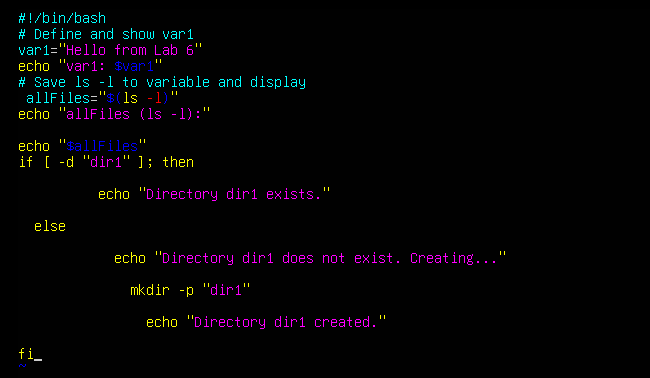 #!/bin/bash
# Define and show var1
var1="Hello from Lab 6"
echo "var1: $var1"
# Save ls -l to variable and display
 allFiles="$(ls -l)"
echo "allFiles (ls -l):"
echo "$allFiles"
if [ -d "dir1" ]; then
echo "Directory dir1 exists."
else
echo "Directory dir1 does not exist. Creating..."
mkdir -p "dir1"
echo "Directory dir1 created."
fi_
~